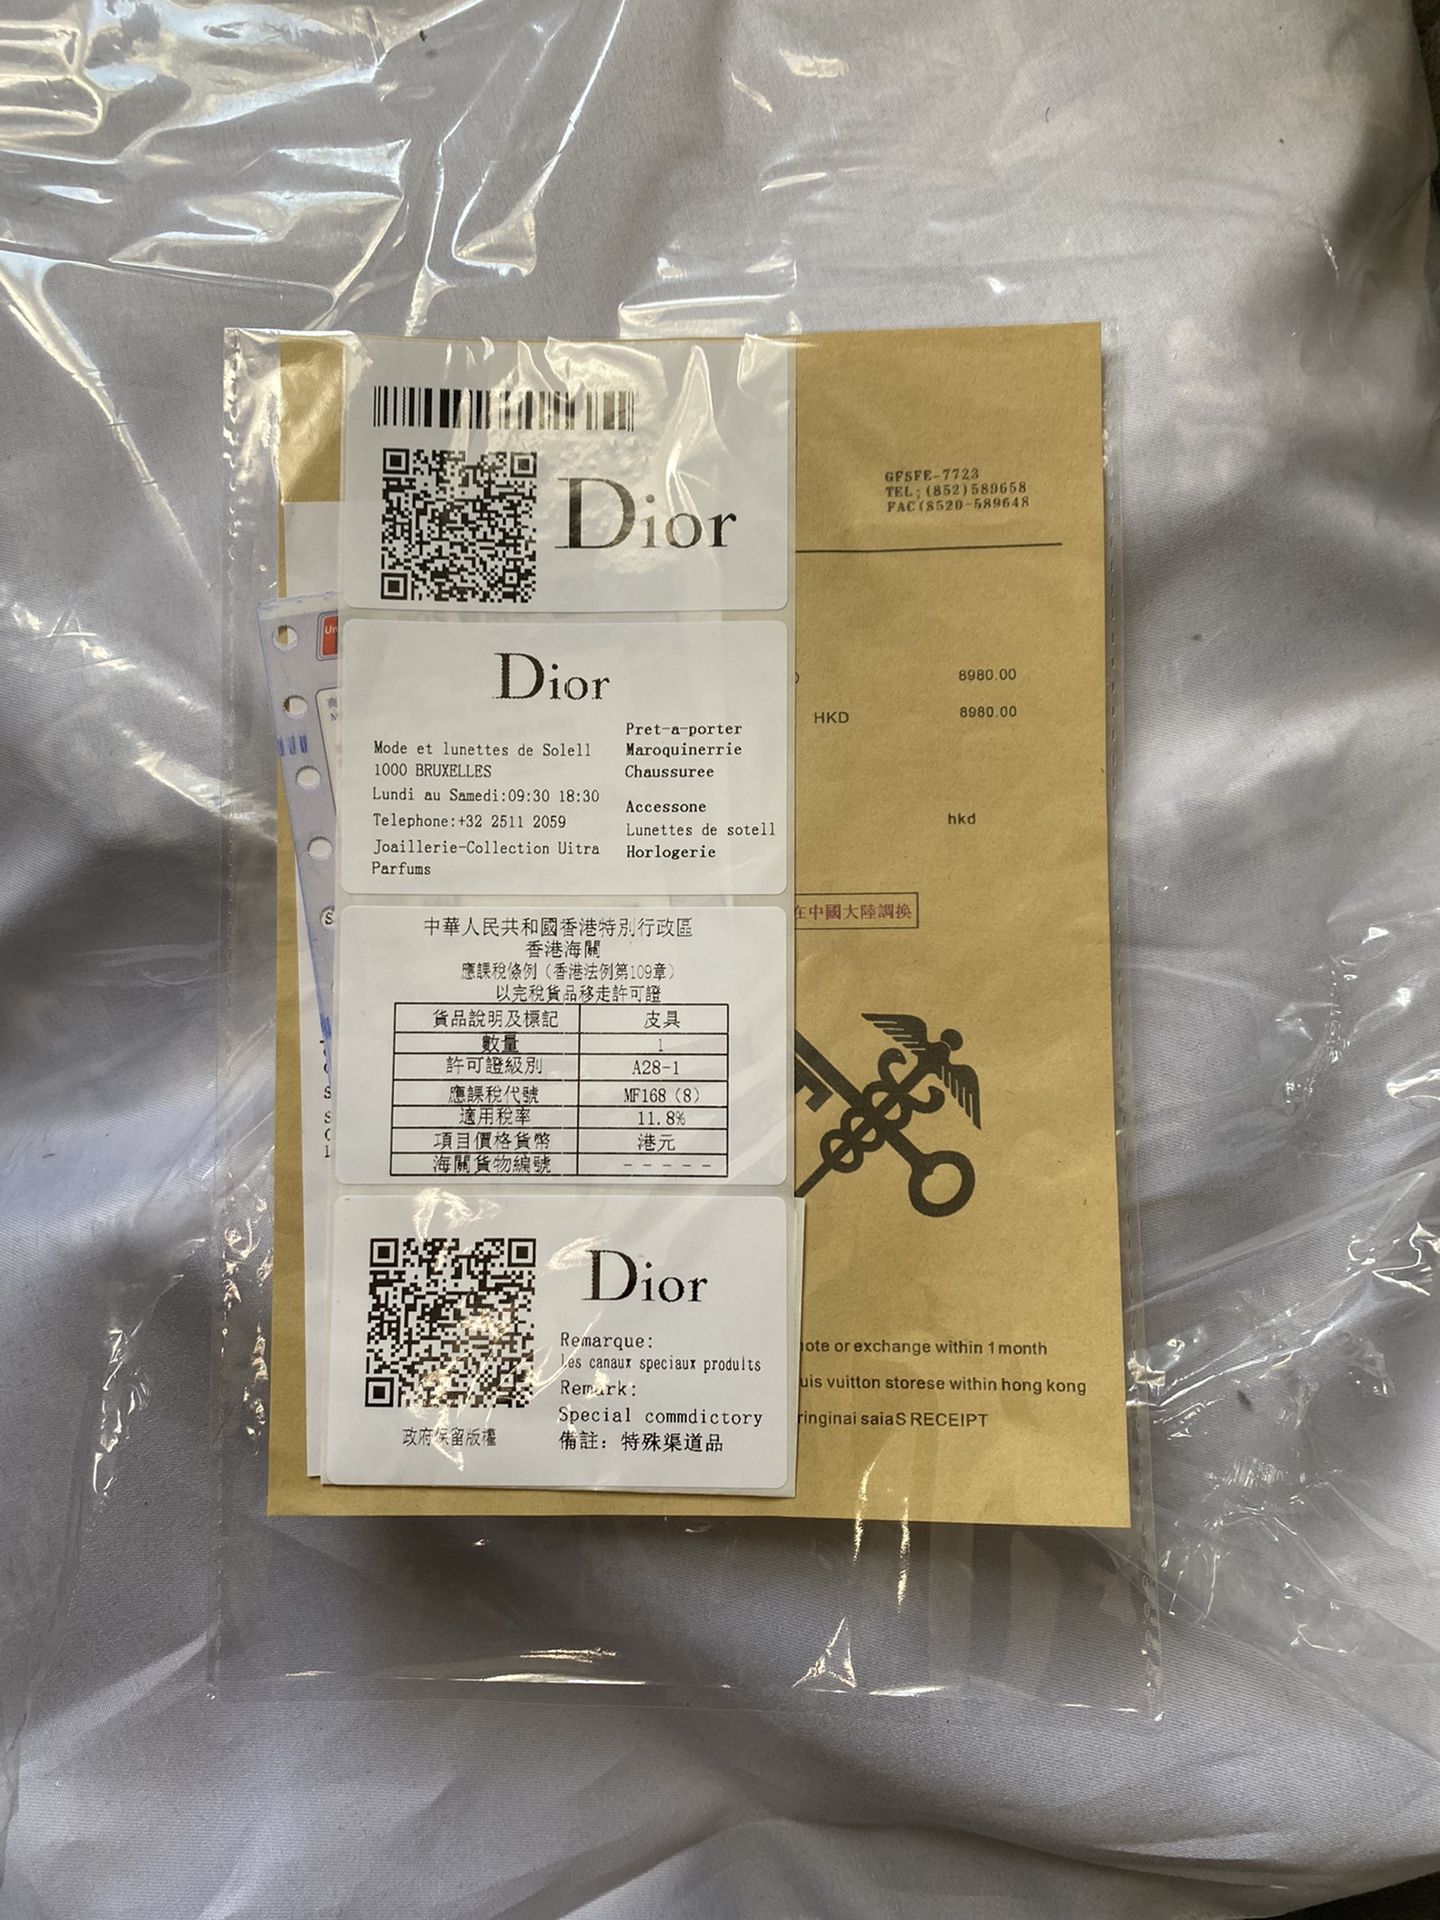 Dior
Dior
Mode et lunettes de Solell
1000 BRUXELLES
Lundi au Samedi:09:30 18:30
Telephone:+32 2511 2059
Joaillerie-Collection Uitra
Parfums
Pret-a-porter
Maroquinerrie
Chaussuree
Accessone
Lunettes de sotell
Horlogerie
中華人民共和國香港特別行政區
香港海關
應課稅條例（香港法例第109章）
以完稅貨品移走許可證
貨品說明及標記 皮具
數量 1
許可證級別 A28-1
應課稅代號 MF168（8）
適用稅率 11.8%
項目價格貨幣 港元
海關貨物編號 -----
Dior
Remarque:
Les canaux speciaux produits
Remark:
Special commdictory
備註：特殊渠道品
政府保留版權
GFSFE-7723
TEL;(852)589658
FAC(8520-589648
8980.00
HKD 8980.00
hkd
在中國大陸調换
ote or exchange within 1 month
uis vuitton storese within hong kong
ringinai saiaS RECEIPT